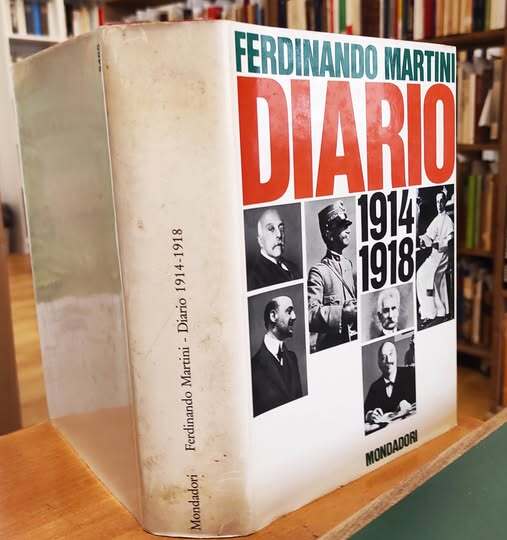 FERDINANDO MARTINI
DIARIO
1914
1918
MONDADORI
Mondadori Ferdinando Martini - Diario 1914-1918